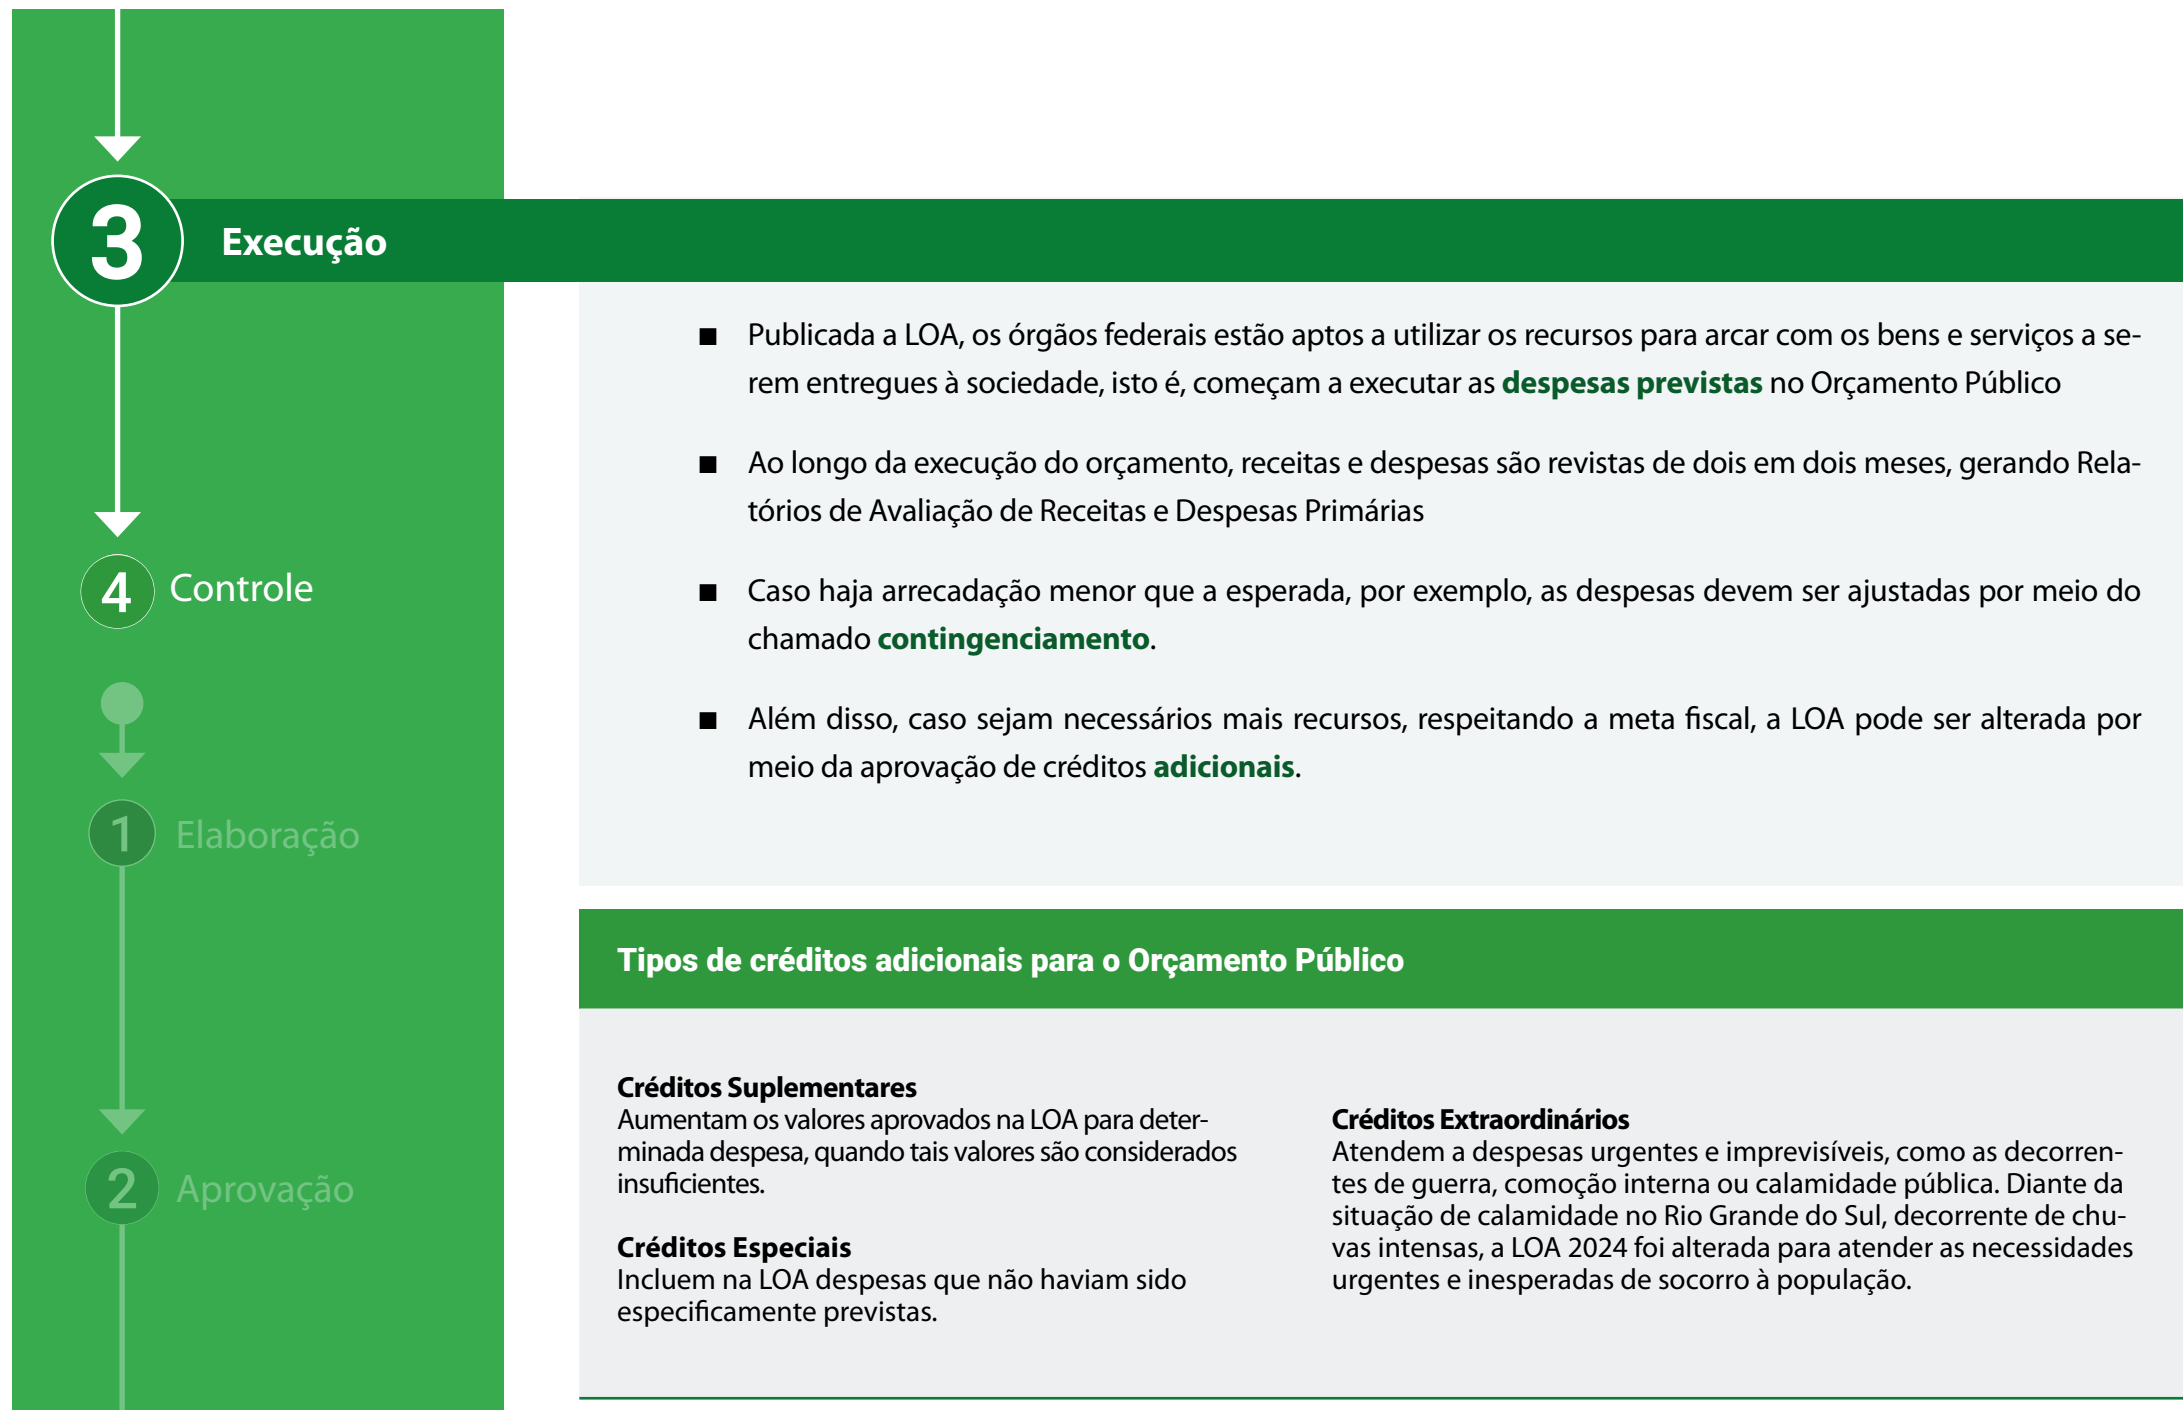 3
Execução
■ Publicada a LOA, os órgãos federais estão aptos a utilizar os recursos para arcar com os bens e serviços a se-
rem entregues à sociedade, isto é, começam a executar as despesas previstas no Orçamento Público
■ Ao longo da execução do orçamento, receitas e despesas são revistas de dois em dois meses, gerando Rela-
tórios de Avaliação de Receitas e Despesas Primárias
■ Caso haja arrecadação menor que a esperada, por exemplo, as despesas devem ser ajustadas por meio do
chamado contingenciamento.
■ Além disso, caso sejam necessários mais recursos, respeitando a meta fiscal, a LOA pode ser alterada por
meio da aprovação de créditos adicionais.
4 Controle
1 Elaboração
2 Aprovação
Tipos de créditos adicionais para o Orçamento Público
Créditos Suplementares
Aumentam os valores aprovados na LOA para deter-
minada despesa, quando tais valores são considerados
insuficientes.
Créditos Especiais
Incluem na LOA despesas que não haviam sido
especificamente previstas.
Créditos Extraordinários
Atendem a despesas urgentes e imprevisíveis, como as decorren-
tes de guerra, comoção interna ou calamidade pública. Diante da
situação de calamidade no Rio Grande do Sul, decorrente de chu-
vas intensas, a LOA 2024 foi alterada para atender as necessidades
urgentes e inesperadas de socorro à população.